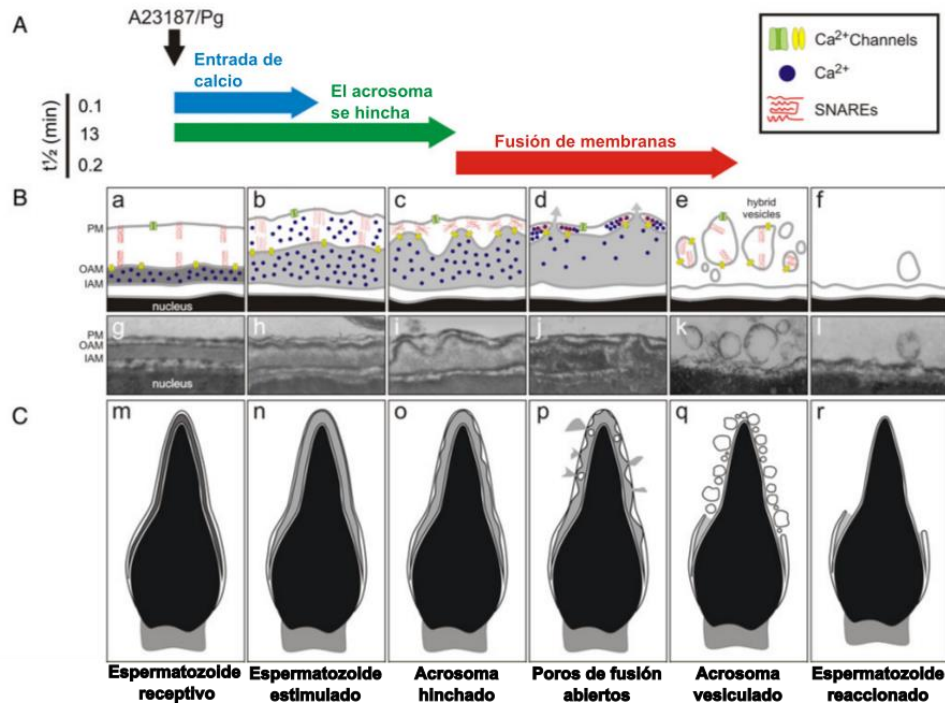 A
A23187/Pg
Entrada de
calcio
El acrosoma
se hincha
Fusión de membranas
t½ (min)
0.1
13
0.2
Ca2+Channels
Ca2+
SNAREs
B
a
b
c
d
e
f
hybrid
vesicles
PM
OAM
IAM
nucleus
g
h
i
j
k
l
PM
OAM
IAM
nucleus
C
m
n
o
p
q
r
Espermatozoide
receptivo
Espermatozoide
estimulado
Acrosoma
hinchado
Poros de fusión
abiertos
Acrosoma
vesiculado
Espermatozoide
reaccionado